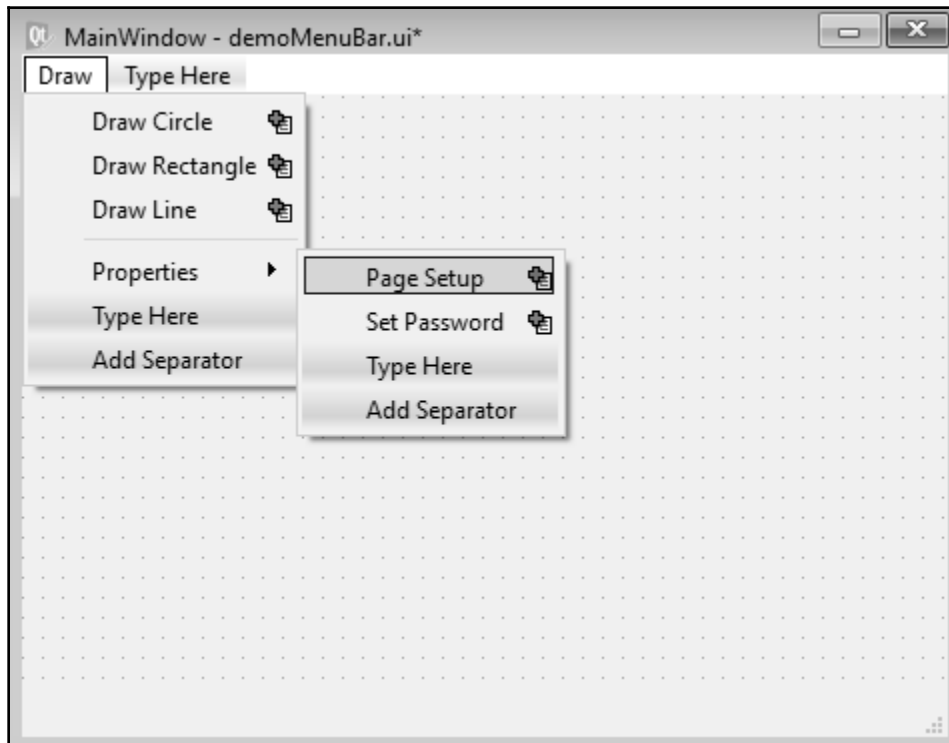 Qt MainWindow - demoMenuBar.ui*
Draw Type Here
Draw Circle
Draw Rectangle
Draw Line
Properties
Page Setup
Type Here
Set Password
Add Separator
Type Here
Add Separator